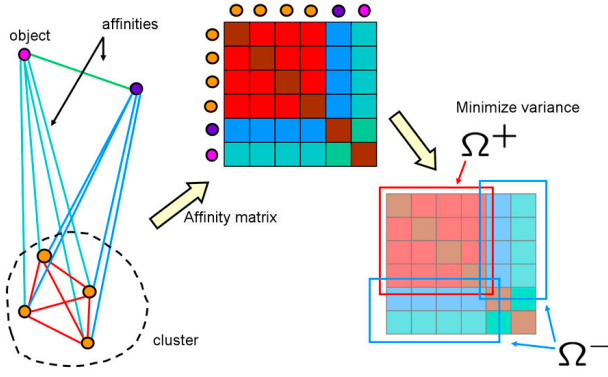 affinities
object
Minimize variance
Ω+
Affinity matrix
cluster
Ω−